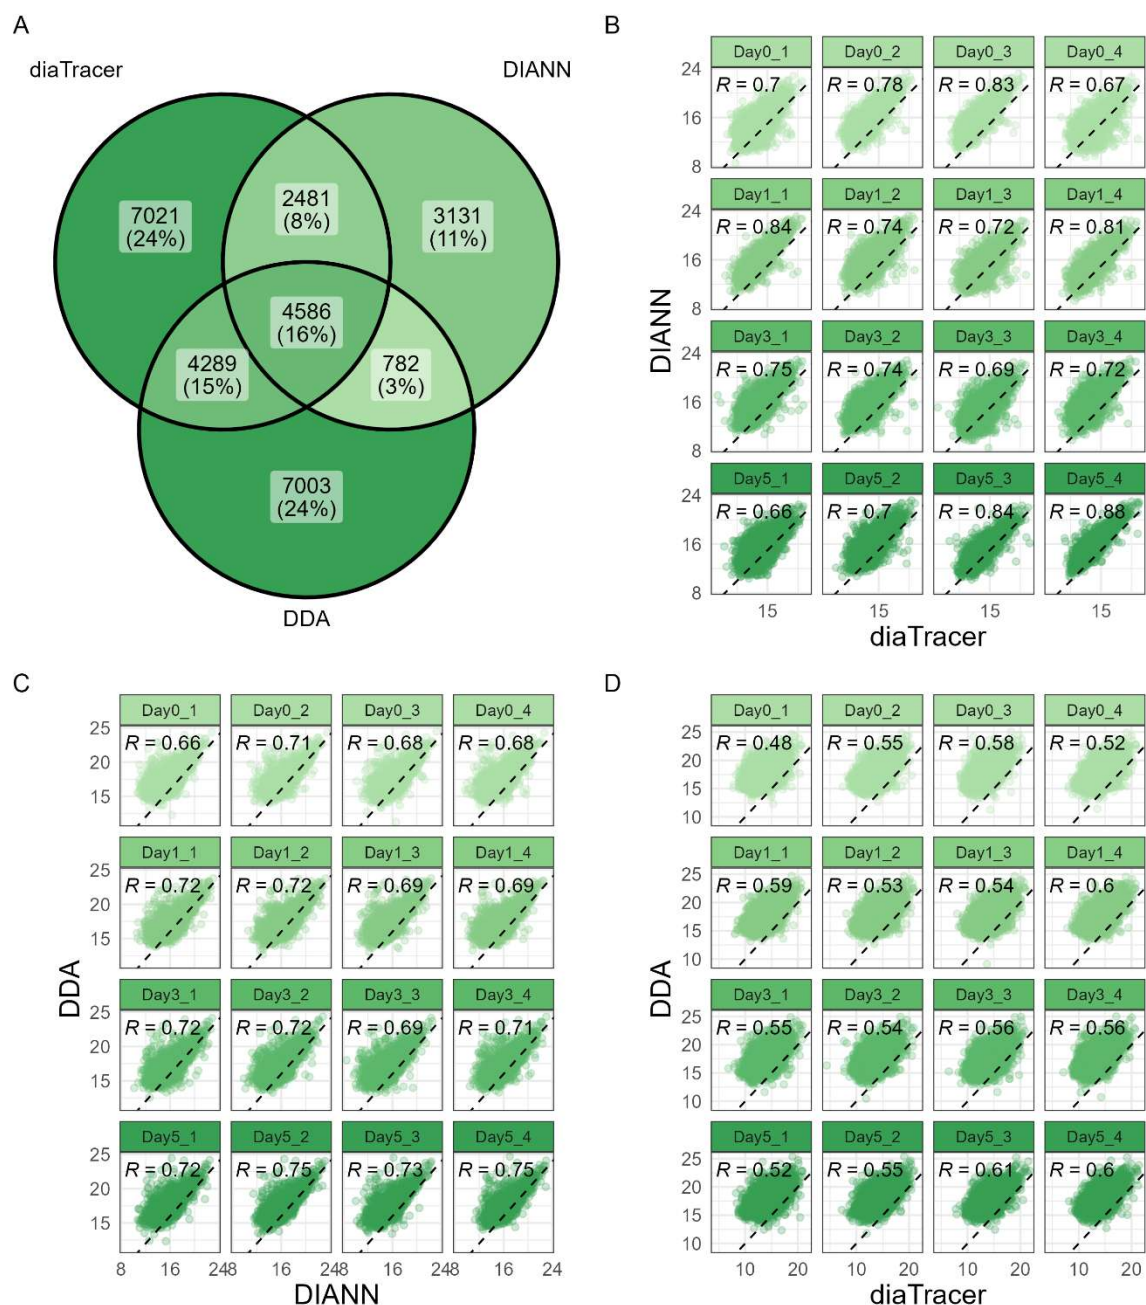 A
diaTracer
DIANN
7021
(24%)
2481
(8%)
3131
(11%)
4586
(16%)
4289
(15%)
782
(3%)
7003
(24%)
DDA
B
Day0_1 Day0_2 Day0_3 Day0_4
24
R = 0.7 R = 0.78 R = 0.83 R = 0.67
16
8
Day1_1 Day1_2 Day1_3 Day1_4
24
R = 0.84 R = 0.74 R = 0.72 R = 0.81
16
8
Day3_1 Day3_2 Day3_3 Day3_4
24
R = 0.75 R = 0.74 R = 0.69 R = 0.72
16
8
Day5_1 Day5_2 Day5_3 Day5_4
24
R = 0.66 R = 0.7 R = 0.84 R = 0.88
16
8
15 15 15 15
DIANN
diaTracer
C
Day0_1 Day0_2 Day0_3 Day0_4
25
R = 0.66 R = 0.71 R = 0.68 R = 0.68
20
15
Day1_1 Day1_2 Day1_3 Day1_4
25
R = 0.72 R = 0.72 R = 0.69 R = 0.69
20
15
Day3_1 Day3_2 Day3_3 Day3_4
25
R = 0.72 R = 0.72 R = 0.69 R = 0.71
20
15
Day5_1 Day5_2 Day5_3 Day5_4
25
R = 0.72 R = 0.75 R = 0.73 R = 0.75
20
15
8 16 248 16 248 16 248 16 24
DDA
DIANN
D
Day0_1 Day0_2 Day0_3 Day0_4
25
R = 0.48 R = 0.55 R = 0.58 R = 0.52
20
15
10
Day1_1 Day1_2 Day1_3 Day1_4
25
R = 0.59 R = 0.53 R = 0.54 R = 0.6
20
15
10
Day3_1 Day3_2 Day3_3 Day3_4
25
R = 0.55 R = 0.54 R = 0.56 R = 0.56
20
15
10
Day5_1 Day5_2 Day5_3 Day5_4
25
R = 0.52 R = 0.55 R = 0.61 R = 0.6
20
15
10
10 20 10 20 10 20 10 20
DDA
diaTracer